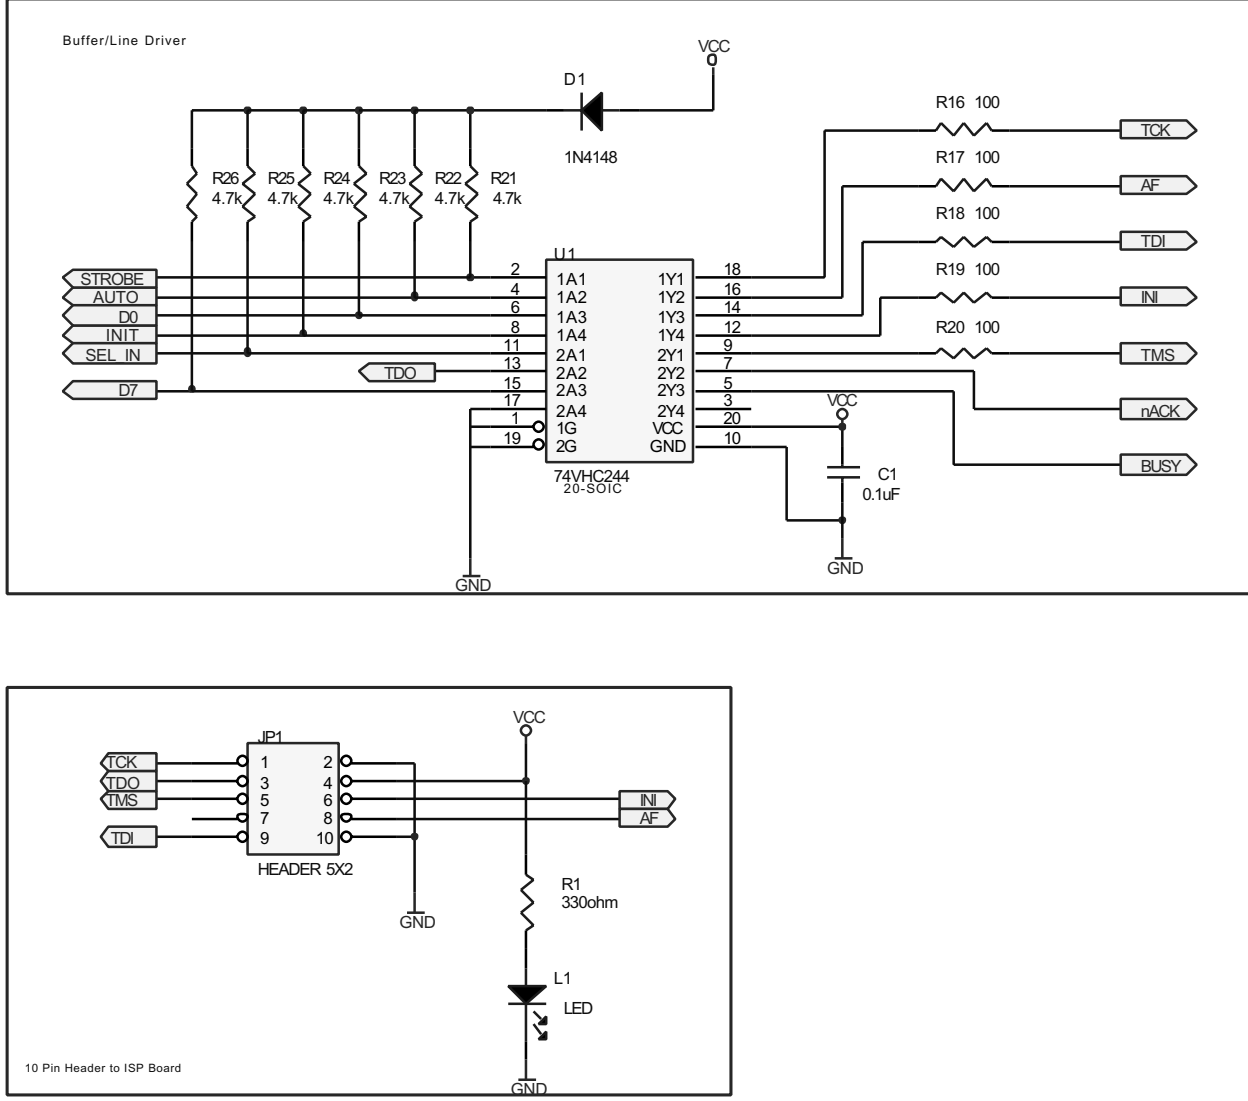 Buffer/Line Driver
VCC
D1
1N4148
R26 R25 R24 R23 R22 R21
4.7k 4.7k 4.7k 4.7k 4.7k 4.7k
R16 100
TCK
R17 100
AF
R18 100
TDI
R19 100
INI
R20 100
TMS
nACK
BUSY
STROBE
AUTO
D0
INIT
SEL IN
TDO
D7
U1
2 1A1 1Y1 18
4 1A2 1Y2 16
6 1A3 1Y3 14
8 1A4 1Y4 12
11 2A1 2Y1 9
13 2A2 2Y2 7
15 2A3 2Y3 5
17 2A4 2Y4 3
1 1G VCC 20
19 2G GND 10
74VHC244
20-SOIC
VCC
C1
0.1uF
GND
GND
VCC
JP1
TCK 1 2
TDO 3 4
TMS 5 6 INI
7 8 AF
TDI 9 10
HEADER 5X2
GND
R1
330ohm
L1
LED
GND
10 Pin Header to ISP Board